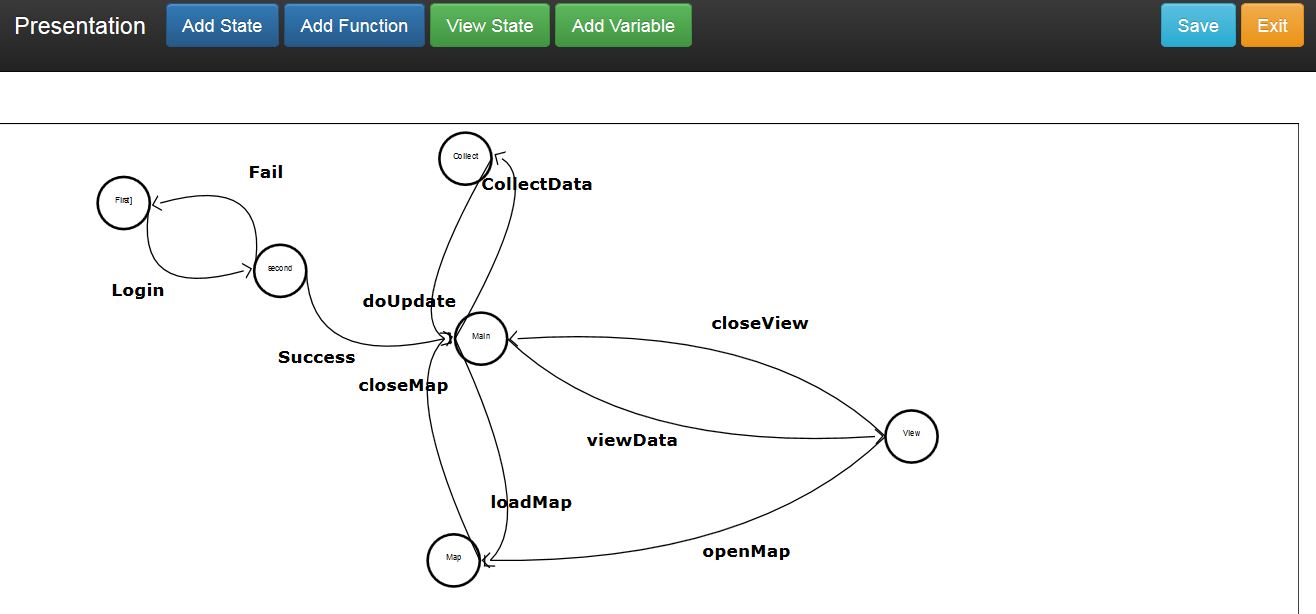 Presentation Add State Add Function View State Add Variable Save Exit
Collect
Fail
CollectData
First]
second
Login
doUpdate
closeView
Main
Success
closeMap
View
viewData
loadMap
openMap
Map